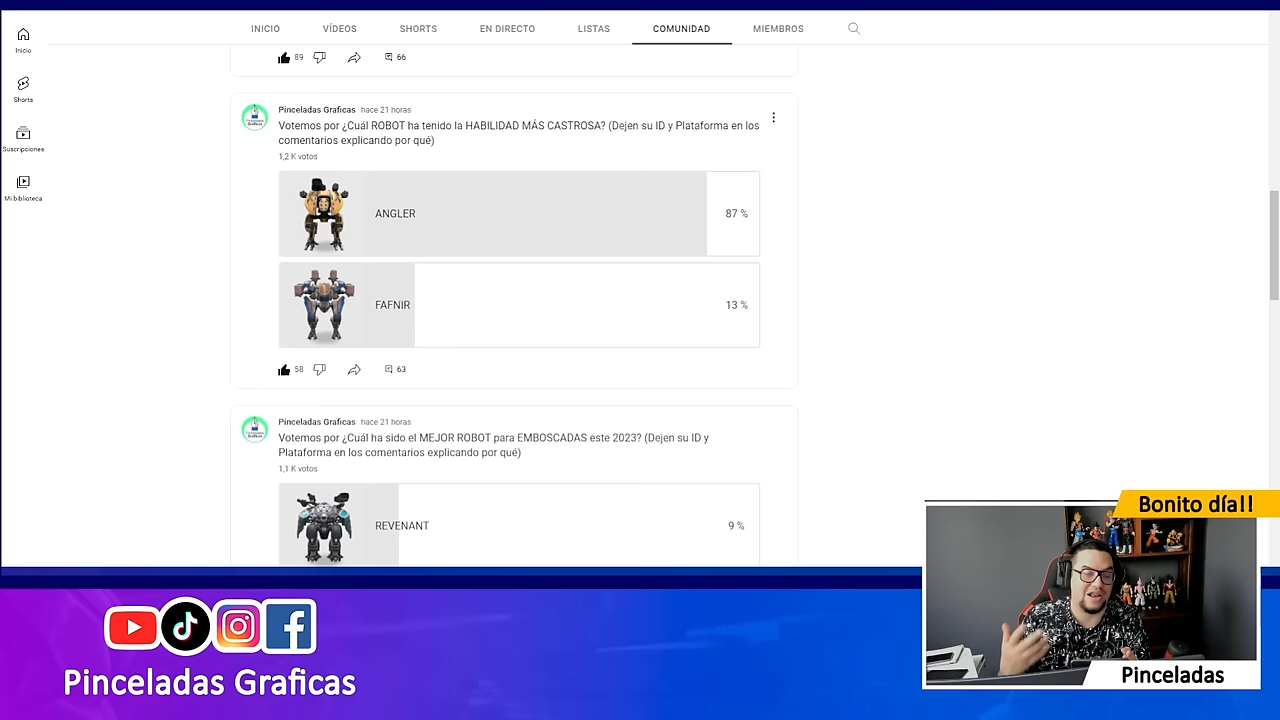 INICIO VÍDEOS SHORTS EN DIRECTO LISTAS COMUNIDAD MIEMBROS
Inicio
Shorts
Suscripciones
Mi biblioteca
89 66
Pinceladas Graficas hace 21 horas
Votemos por ¿Cuál ROBOT ha tenido la HABILIDAD MÁS CASTROSA? (Dejen su ID y Plataforma en los
comentarios explicando por qué)
1,2 K votos
ANGLER 87 %
FAFNIR 13 %
58 63
Pinceladas Graficas hace 21 horas
Votemos por ¿Cuál ha sido el MEJOR ROBOT para EMBOSCADAS este 2023? (Dejen su ID y
Plataforma en los comentarios explicando por qué)
1,1 K votos
REVENANT 9 %
Bonito día!!
Pinceladas
Pinceladas Graficas